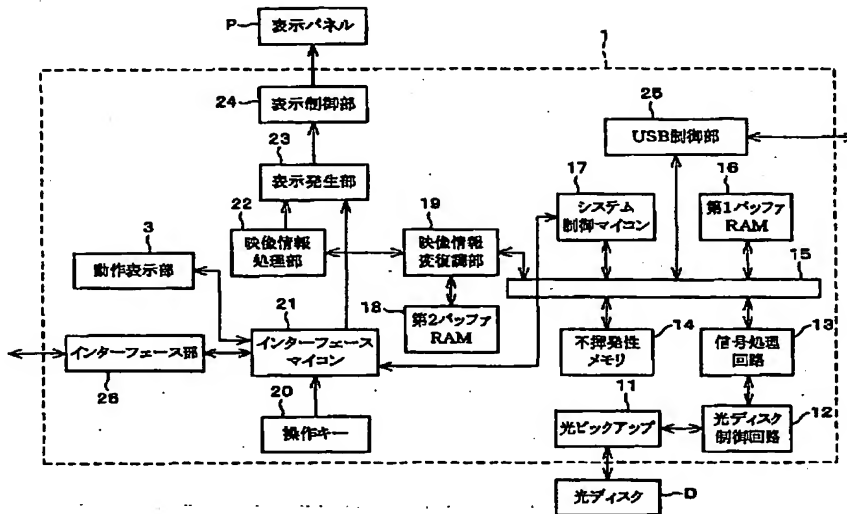 P 表示パネル
1
24 表示制御部
25
USB制御部
23
表示発生部
17
システム
制御マイコン
16
第1バッファ
RAM
22
映像情報
処理部
19
映像情報
変復調部
3
動作表示部
15
18 第2バッファ
RAM
21
インターフェース
マイコン
不揮発性
メモリ
14
信号処理
回路
13
インターフェース部
26
20
操作キー
11
光ピックアップ
光ディスク
制御回路
12
光ディスク D